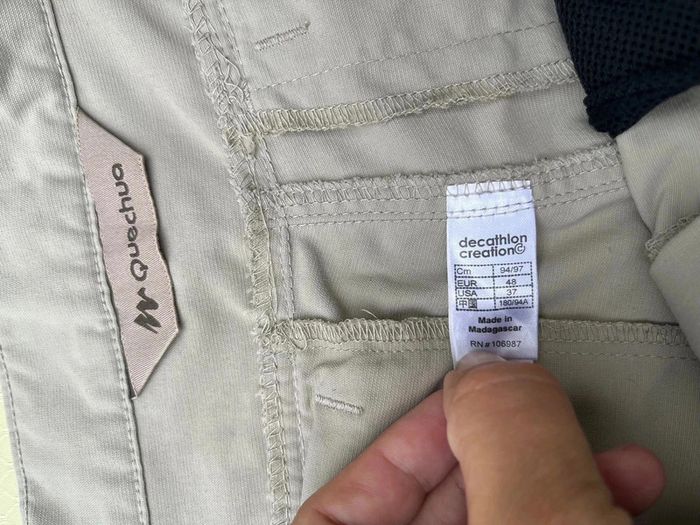 Quechua
decathlon
creation©
Cm 94/97
EUR 48
USA 37
中国 180/94A
Made in
Madagascar
RN#106987